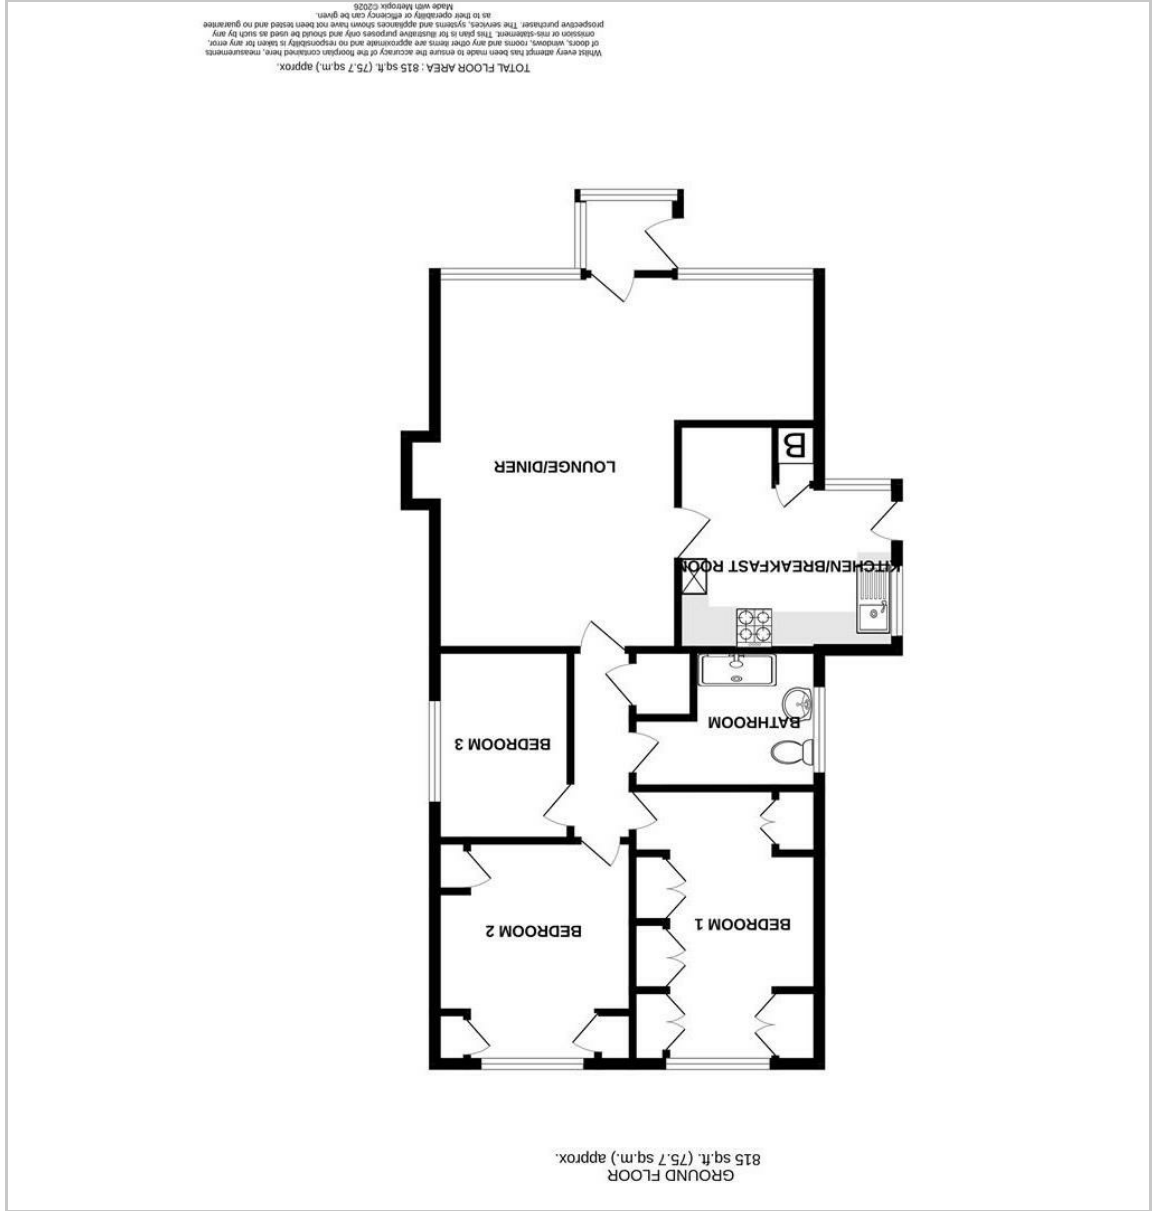 GROUND FLOOR
815 sq.ft. (75.7 sq.m.) approx.
BEDROOM 1
BEDROOM 2
BEDROOM 3
BATHROOM
KITCHEN/BREAKFAST ROOM
LOUNGE/DINER
B
TOTAL FLOOR AREA : 815 sq.ft. (75.7 sq.m.) approx.
Whilst every attempt has been made to ensure the accuracy of the floorplan contained here, measurements
of doors, windows, rooms and any other items are approximate and no responsibility is taken for any error,
omission or mis-statement. This plan is for illustrative purposes only and should be used as such by any
prospective purchaser. The services, systems and appliances shown have not been tested and no guarantee
as to their operability or efficiency can be given.
Made with Metropix ©2026